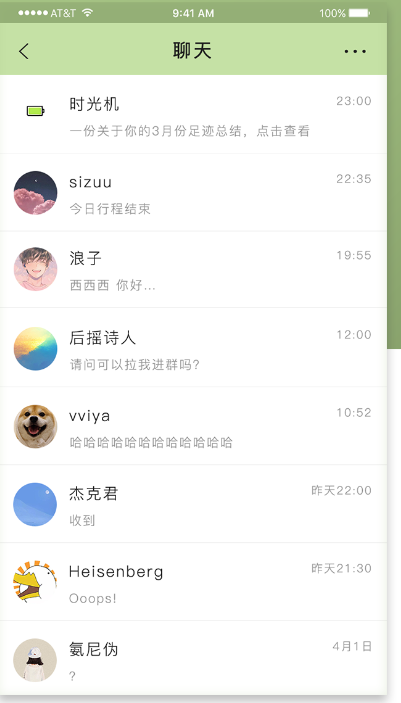 AT&T 9:41 AM 100%
聊天
时光机 23:00
一份关于你的3月份足迹总结，点击查看
sizuu 22:35
今日行程结束
浪子 19:55
西西西 你好...
后摇诗人 12:00
请问可以拉我进群吗？
vviya 10:52
哈哈哈哈哈哈哈哈哈哈哈哈
杰克君 昨天22:00
收到
Heisenberg 昨天21:30
Ooops!
氨尼伪 4月1日
?